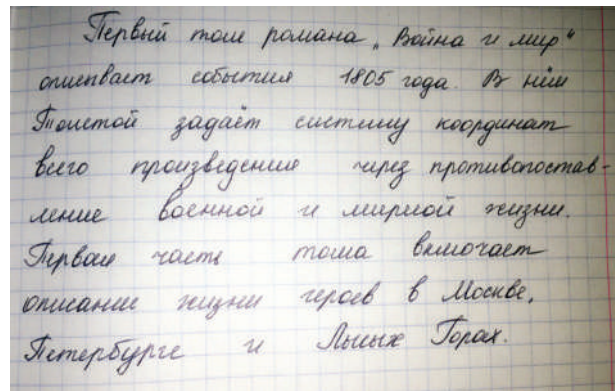 Первый том романа „Война и мир“
описывает события 1805 года. В нём
Толстой задаёт систему координат
всего произведения через противопостав-
ление военной и мирной жизни.
Первая часть тома включает
описание жизни героев в Москве,
Петербурге и Лысых Горах.